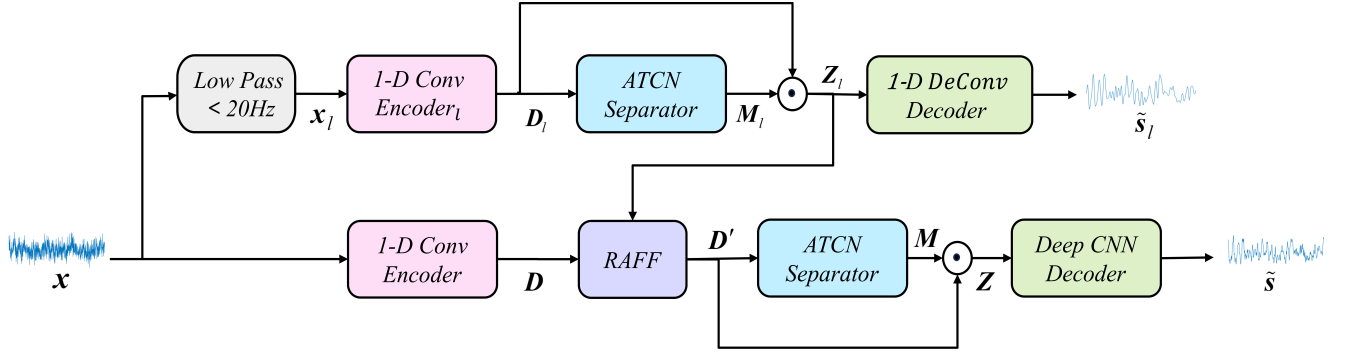 Low Pass
< 20Hz
x_l
1-D Conv
Encoder_l
D_l
ATCN
Separator
M_l
Z_l
1-D DeConv
Decoder
s̃_l
x
1-D Conv
Encoder
D
RAFF
D′
ATCN
Separator
M
Z
Deep CNN
Decoder
s̃